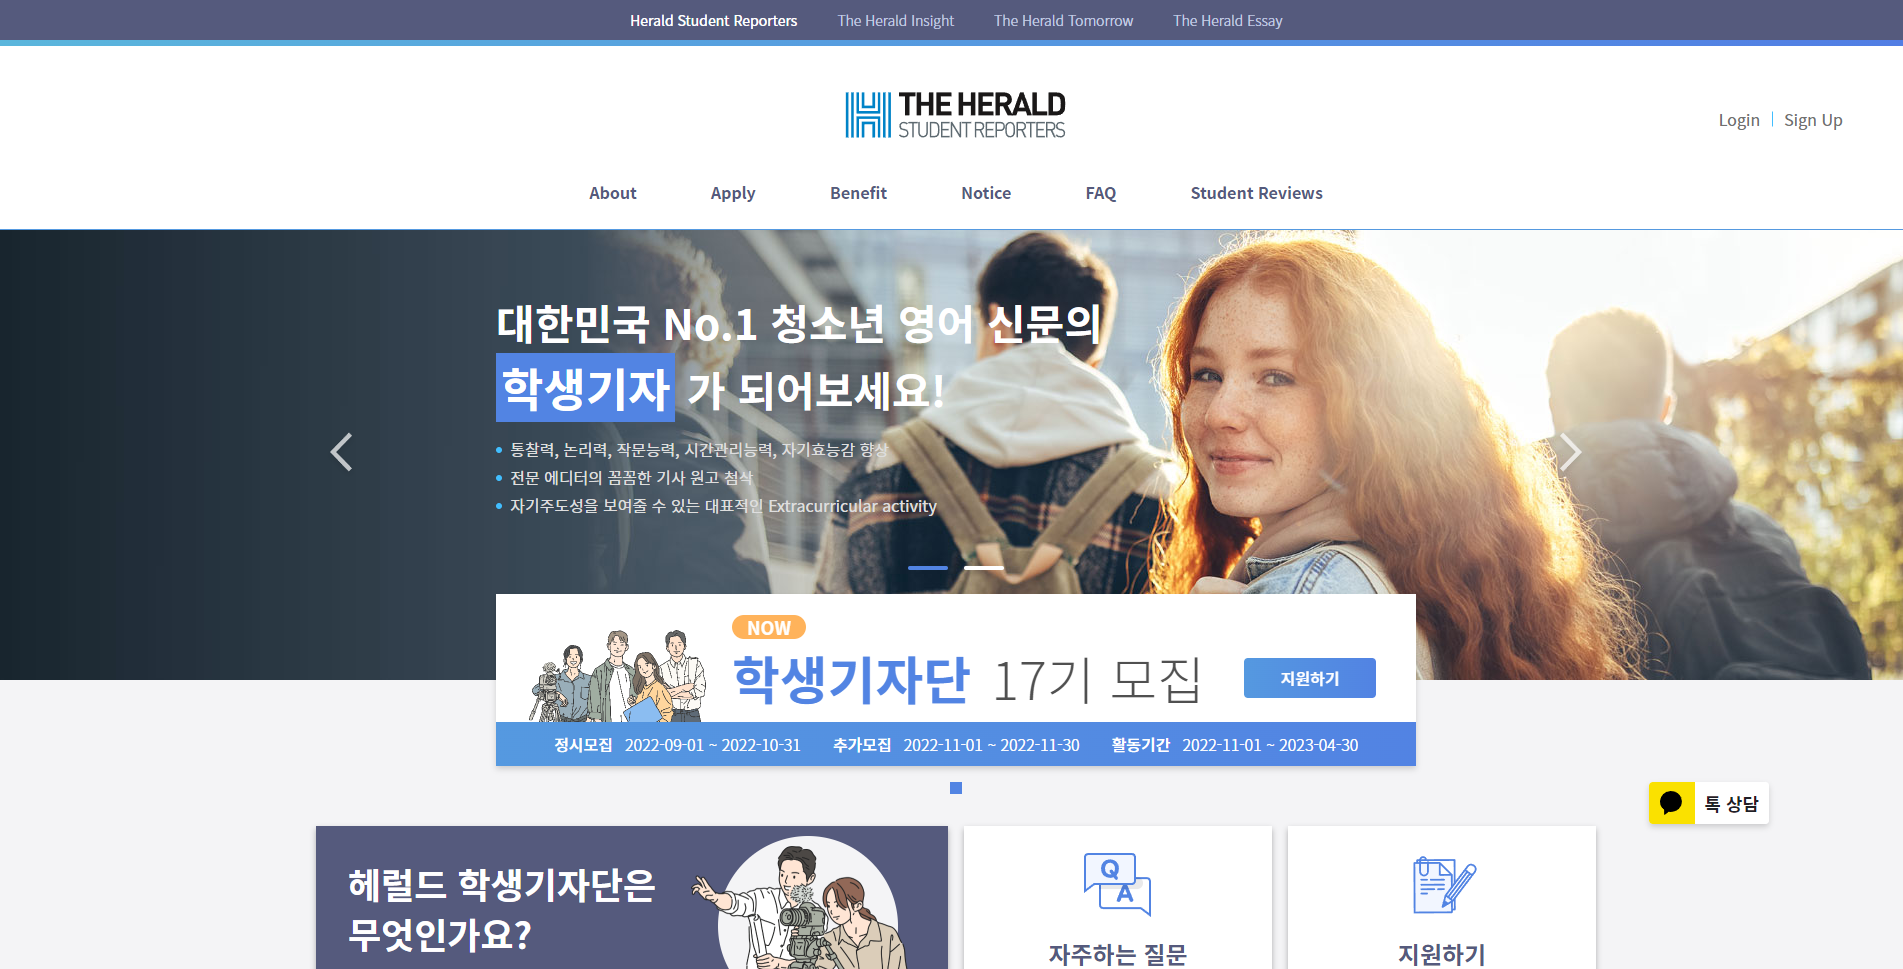 Herald Student Reporters The Herald Insight The Herald Tomorrow The Herald Essay
THE HERALD
STUDENT REPORTERS
Login Sign Up
About Apply Benefit Notice FAQ Student Reviews
대한민국 No.1 청소년 영어 신문의
학생기자 가 되어보세요!
통찰력, 논리력, 작문능력, 시간관리능력, 자기효능감 향상
전문 에디터의 꼼꼼한 기사 원고 첨삭
자기주도성을 보여줄 수 있는 대표적인 Extracurricular activity
NOW
학생기자단 17기 모집
지원하기
정시모집 2022-09-01 ~ 2022-10-31 추가모집 2022-11-01 ~ 2022-11-30 활동기간 2022-11-01 ~ 2023-04-30
톡 상담
헤럴드 학생기자단은
무엇인가요?
Q
A
자주하는 질문
지원하기